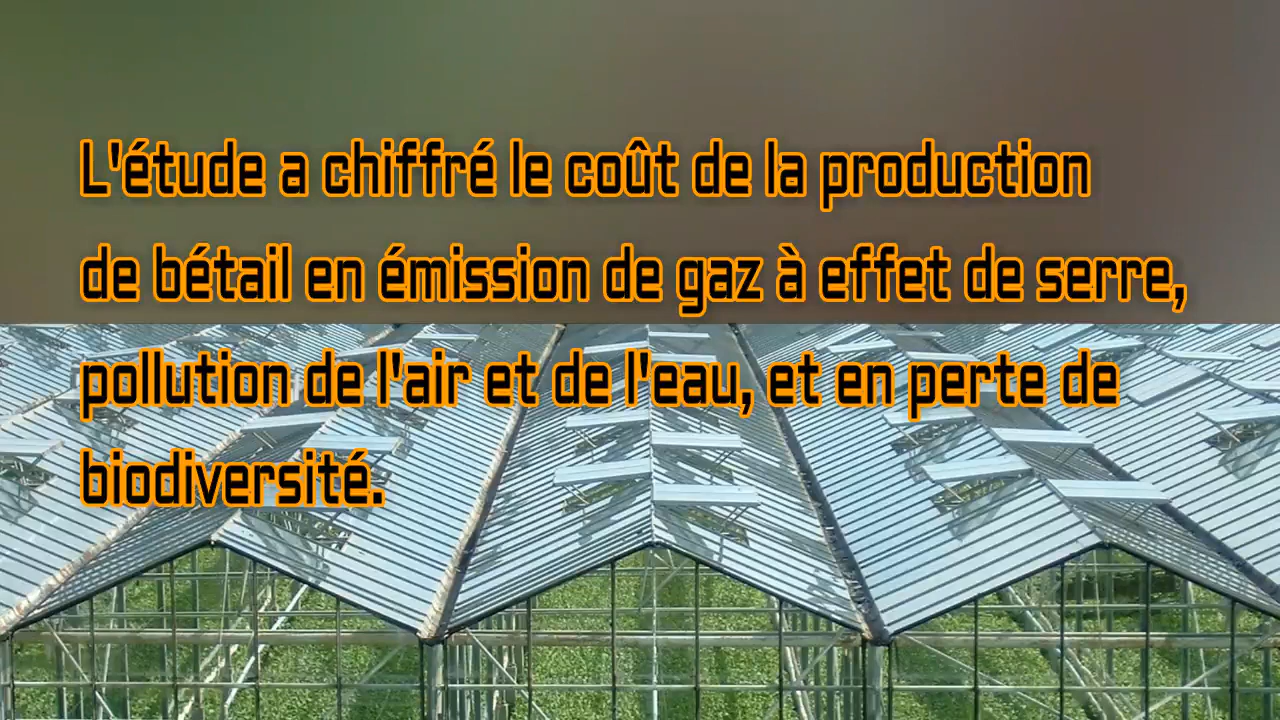 L'étude a chiffré le coût de la production
de bétail en émission de gaz à effet de serre,
pollution de l'air et de l'eau, et en perte de
biodiversité.